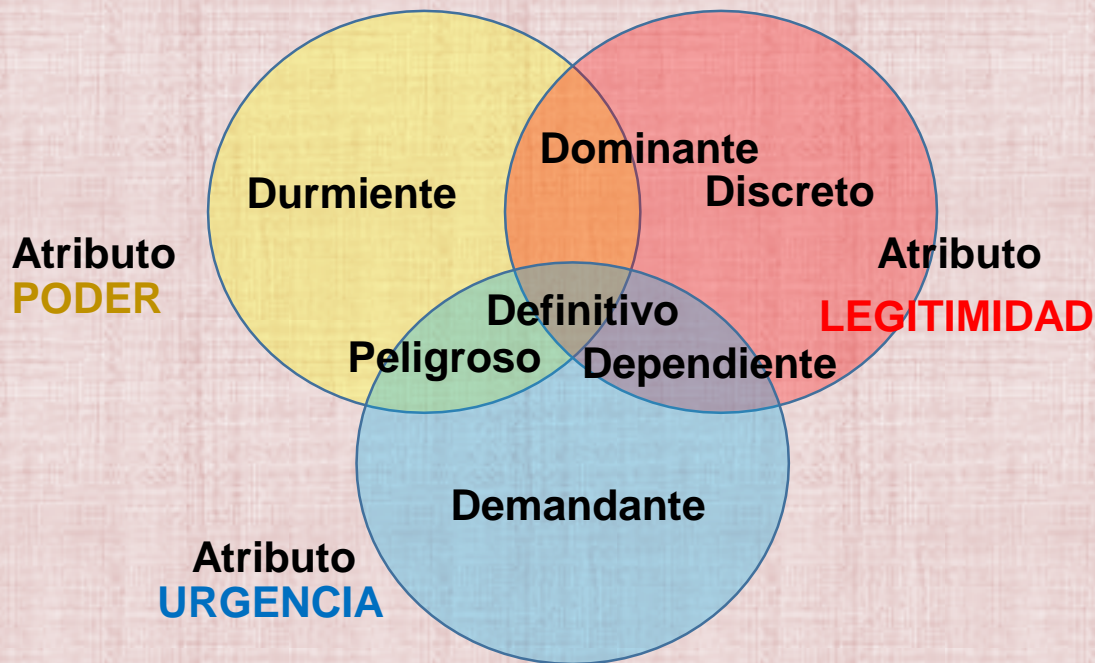 Dominante
Durmiente
Discreto
Atributo
PODER
Atributo
LEGITIMIDAD
Definitivo
Peligroso
Dependiente
Demandante
Atributo
URGENCIA